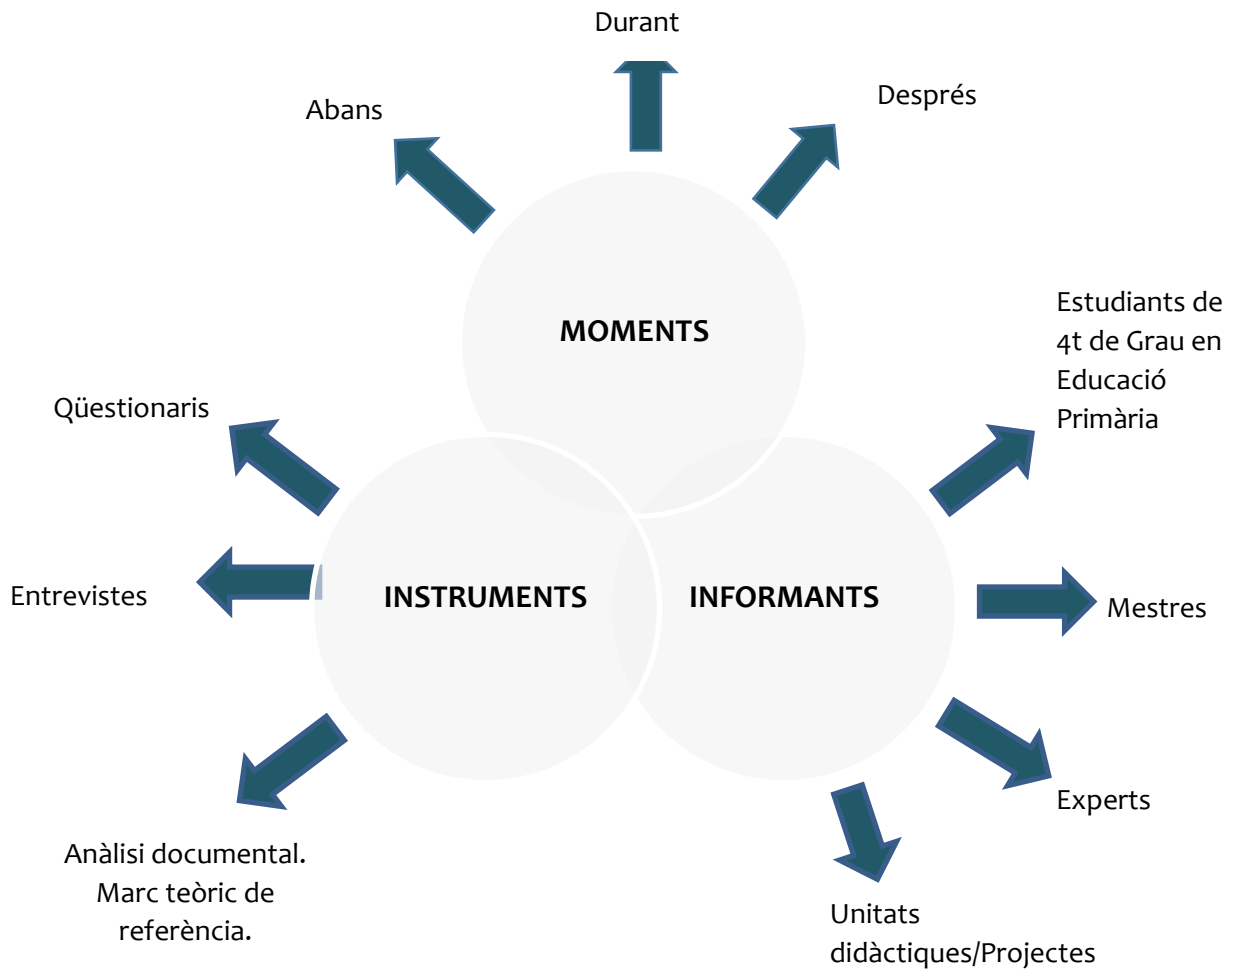 Durant
Abans
Després
MOMENTS
Estudiants de
4t de Grau en
Educació
Primària
Qüestionaris
Entrevistes
INSTRUMENTS
INFORMANTS
Mestres
Experts
Anàlisi documental.
Marc teòric de
referència.
Unitats
didàctiques/Projectes